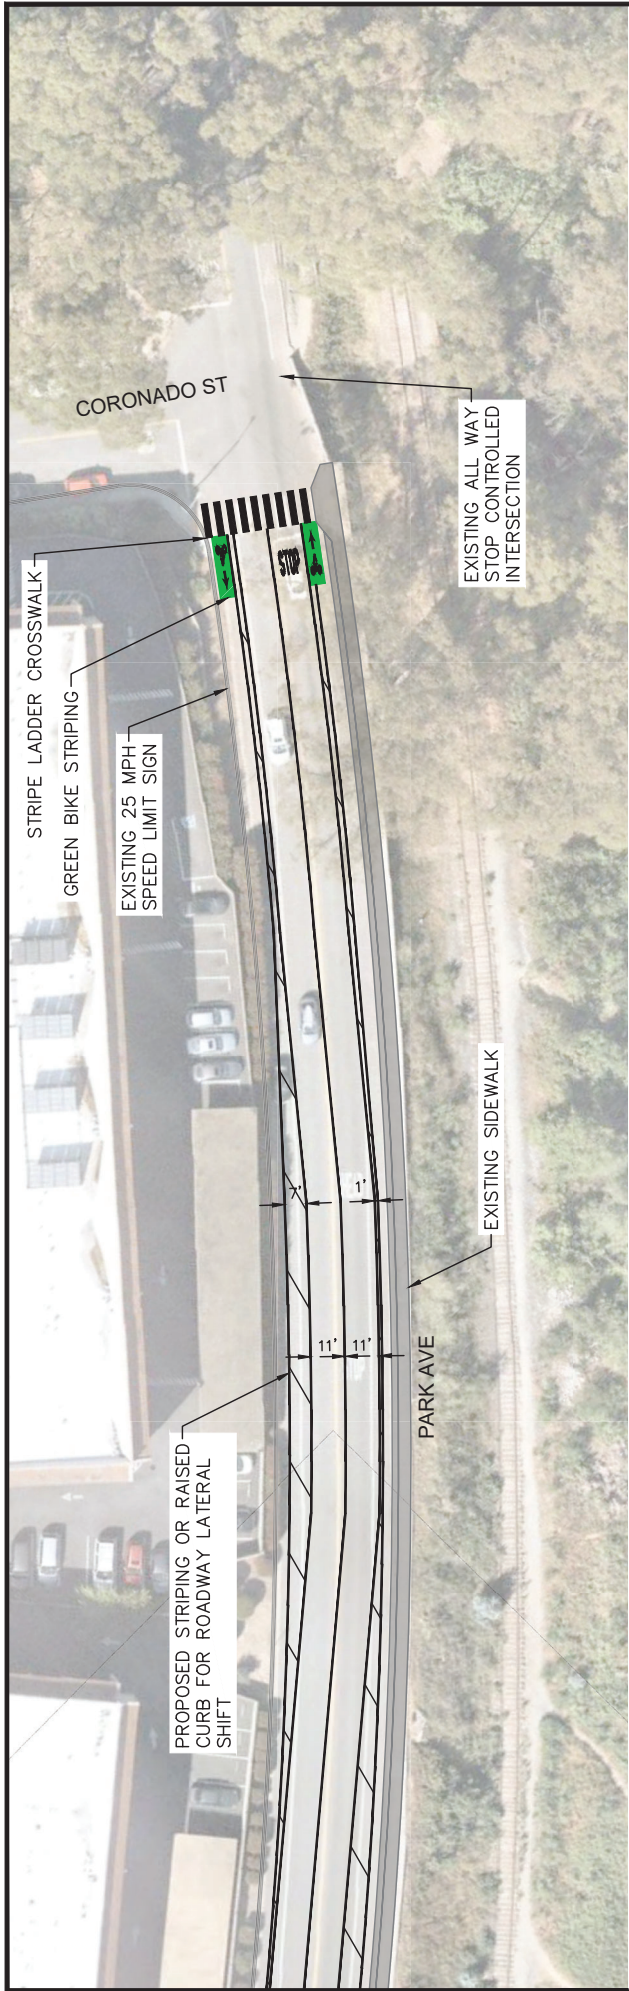 STRIPE LADDER CROSSWALK
GREEN BIKE STRIPING
EXISTING 25 MPH
SPEED LIMIT SIGN
CORONADO ST
STOP
EXISTING ALL WAY
STOP CONTROLLED
INTERSECTION
7'
1'
11'
11'
EXISTING SIDEWALK
PARK AVE
PROPOSED STRIPING OR RAISED
CURB FOR ROADWAY LATERAL
SHIFT